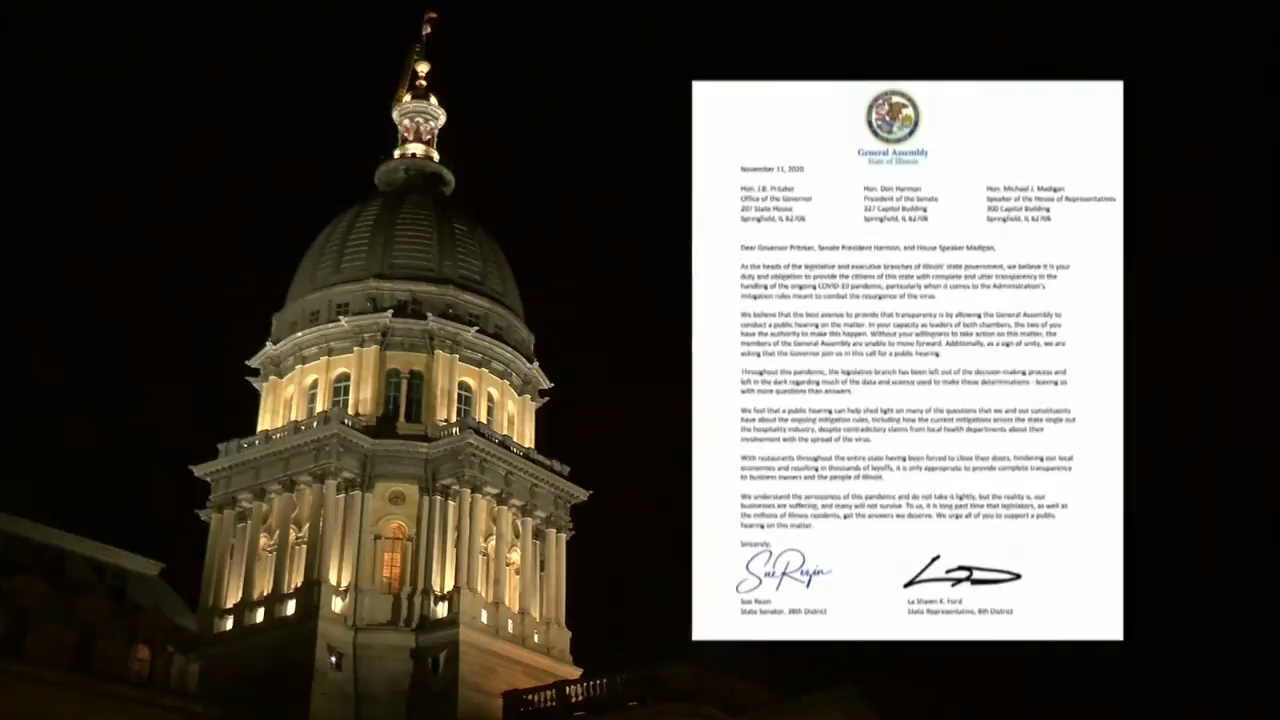 General Assembly
State of Illinois
November 11, 2020
Hon. J.B. Pritzker
Office of the Governor
207 State House
Springfield, IL 62706
Hon. Don Harmon
President of the Senate
327 Capitol Building
Springfield, IL 62706
Hon. Michael J. Madigan
Speaker of the House of Representatives
300 Capitol Building
Springfield, IL 62706
Dear Governor Pritzker, Senate President Harmon, and House Speaker Madigan,
As the heads of the legislative and executive branches of Illinois' state government, we believe it is your
duty and obligation to provide the citizens of this state with complete and utter transparency in the
handling of the ongoing COVID-19 pandemic, particularly when it comes to the Administration's
mitigation rules meant to combat the resurgence of the virus.
We believe that the best avenue to provide that transparency is by allowing the General Assembly to
conduct a public hearing on the matter. In your capacity as leaders of both chambers, the two of you
have the authority to make this happen. Without your willingness to take action on this matter, the
members of the General Assembly are unable to move forward. Additionally, as a sign of unity, we are
asking that the Governor join us in this call for a public hearing.
Throughout this pandemic, the legislative branch has been left out of the decision-making process and
left in the dark regarding much of the data and science used to make these determinations - leaving us
with more questions than answers.
We feel that a public hearing can help shed light on many of the questions that we and our constituents
have about the ongoing mitigation rules, including how the current mitigations across the state single out
the hospitality industry, despite contradictory claims from local health departments about their
involvement with the spread of the virus.
With restaurants throughout the entire state having been forced to close their doors, hindering our local
economies and resulting in thousands of layoffs, it is only appropriate to provide complete transparency
to business owners and the people of Illinois.
We understand the seriousness of this pandemic and do not take it lightly, but the reality is, our
businesses are suffering, and many will not survive. To us, it is long past time that legislators, as well as
the millions of Illinois residents, get the answers we deserve. We urge all of you to support a public
hearing on this matter.
Sincerely,
Sue Rezin
Sue Rezin
State Senator, 38th District
La Shawn K. Ford
State Representative, 8th District